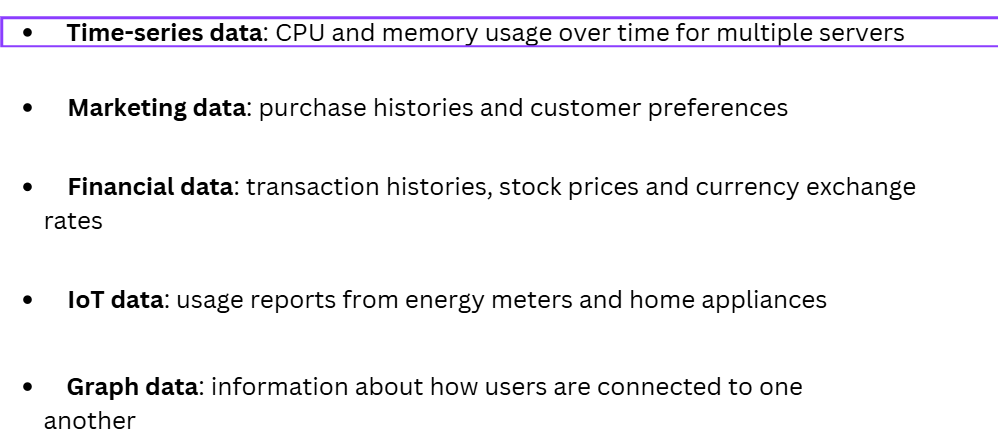 • Time-series data: CPU and memory usage over time for multiple servers
• Marketing data: purchase histories and customer preferences
• Financial data: transaction histories, stock prices and currency exchange
rates
• IoT data: usage reports from energy meters and home appliances
• Graph data: information about how users are connected to one
another